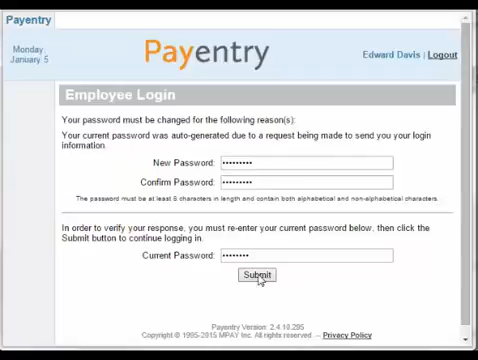 Payentry
Monday
January 5
Payentry
Edward Davis | Logout
Employee Login
Your password must be changed for the following reason(s):
Your current password was auto-generated due to a request being made to send you your login
information
New Password: •••••••••
Confirm Password: •••••••••
The password must be at least 6 characters in length and contain both alphabetical and non-alphabetical characters.
In order to verify your response, you must re-enter your current password below, then click the
Submit button to continue logging in.
Current Password: ••••••••
Submit
Payentry Version: 2.4.10.295
Copyright © 1995-2015 MPAY Inc. All rights reserved. -- Privacy Policy